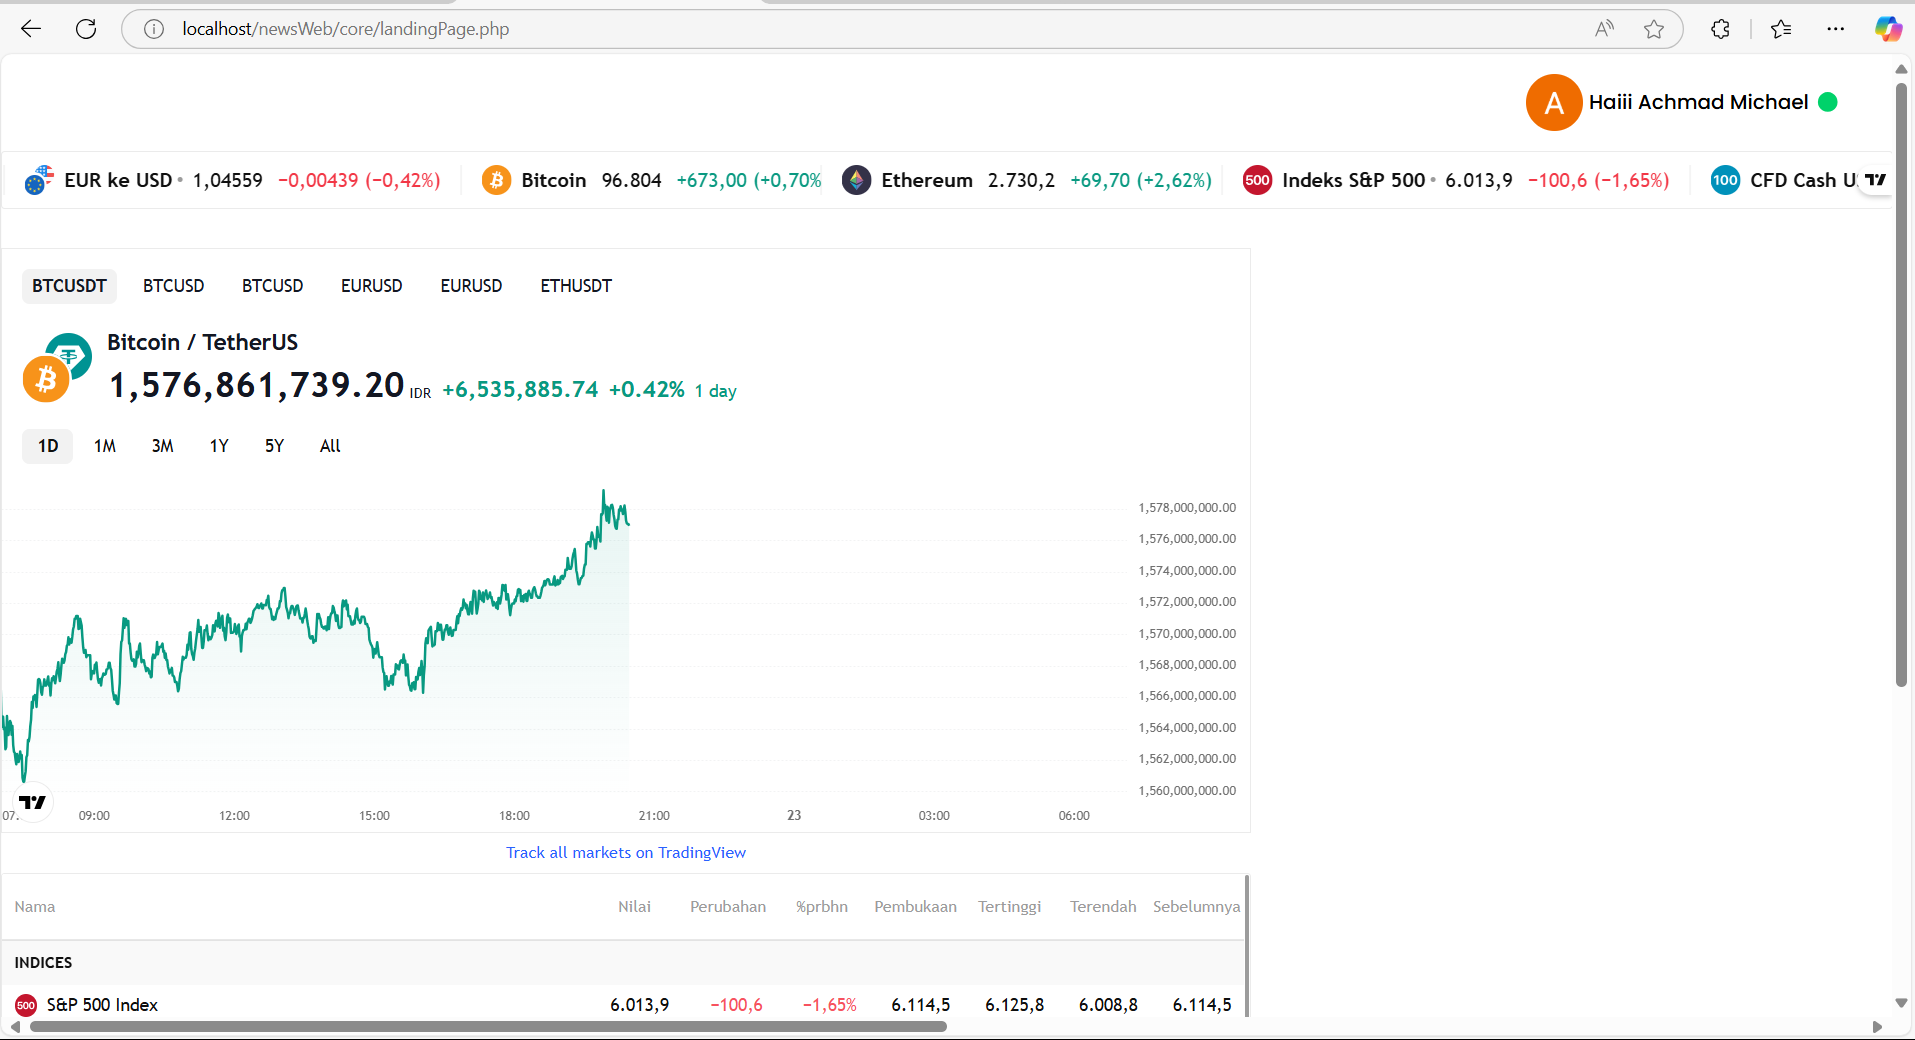 localhost/newsWeb/core/landingPage.php
A Haiii Achmad Michael
EUR ke USD • 1,04559 −0,00439 (−0,42%) Bitcoin 96.804 +673,00 (+0,70% Ethereum 2.730,2 +69,70 (+2,62%) 500 Indeks S&P 500 • 6.013,9 −100,6 (−1,65%) 100 CFD Cash U
BTCUSDT BTCUSD BTCUSD EURUSD EURUSD ETHUSDT
Bitcoin / TetherUS
1,576,861,739.20 IDR +6,535,885.74 +0.42% 1 day
1D 1M 3M 1Y 5Y All
1,578,000,000.00
1,576,000,000.00
1,574,000,000.00
1,572,000,000.00
1,570,000,000.00
1,568,000,000.00
1,566,000,000.00
1,564,000,000.00
1,562,000,000.00
1,560,000,000.00
07. 09:00 12:00 15:00 18:00 21:00 23 03:00 06:00
Track all markets on TradingView
Nama Nilai Perubahan %prbhn Pembukaan Tertinggi Terendah Sebelumnya
INDICES
500 S&P 500 Index 6.013,9 −100,6 −1,65% 6.114,5 6.125,8 6.008,8 6.114,5